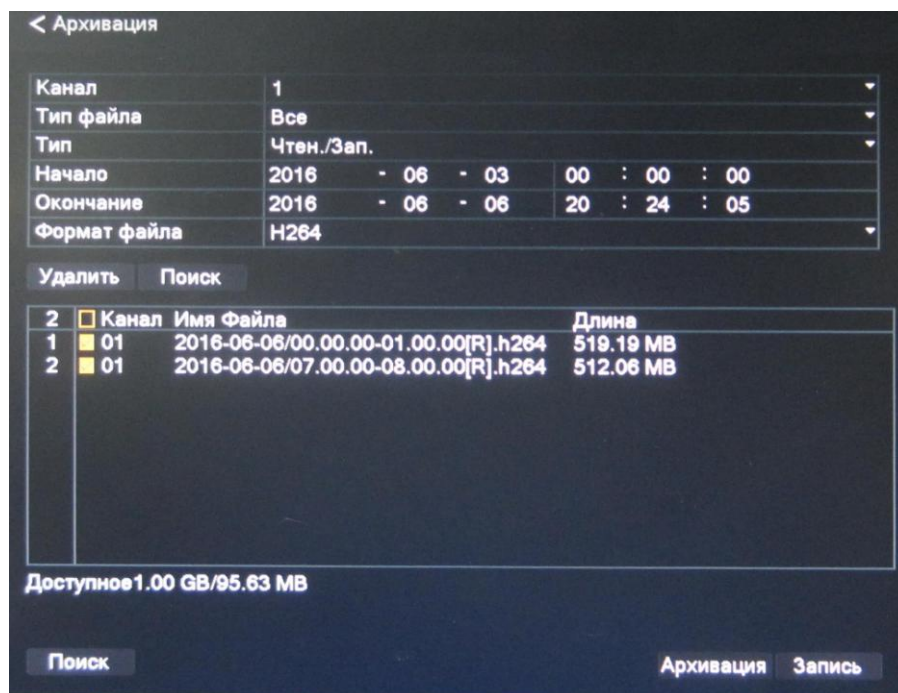 < Архивация
Канал 1
Тип файла Все
Тип Чтен./Зап.
Начало 2016 - 06 - 03 00 : 00 : 00
Окончание 2016 - 06 - 06 20 : 24 : 05
Формат файла H264
Удалить Поиск
2 Канал Имя Файла Длина
1 01 2016-06-06/00.00.00-01.00.00[R].h264 519.19 MB
2 01 2016-06-06/07.00.00-08.00.00[R].h264 512.06 MB
Доступное1.00 GB/95.63 MB
Поиск Архивация Запись